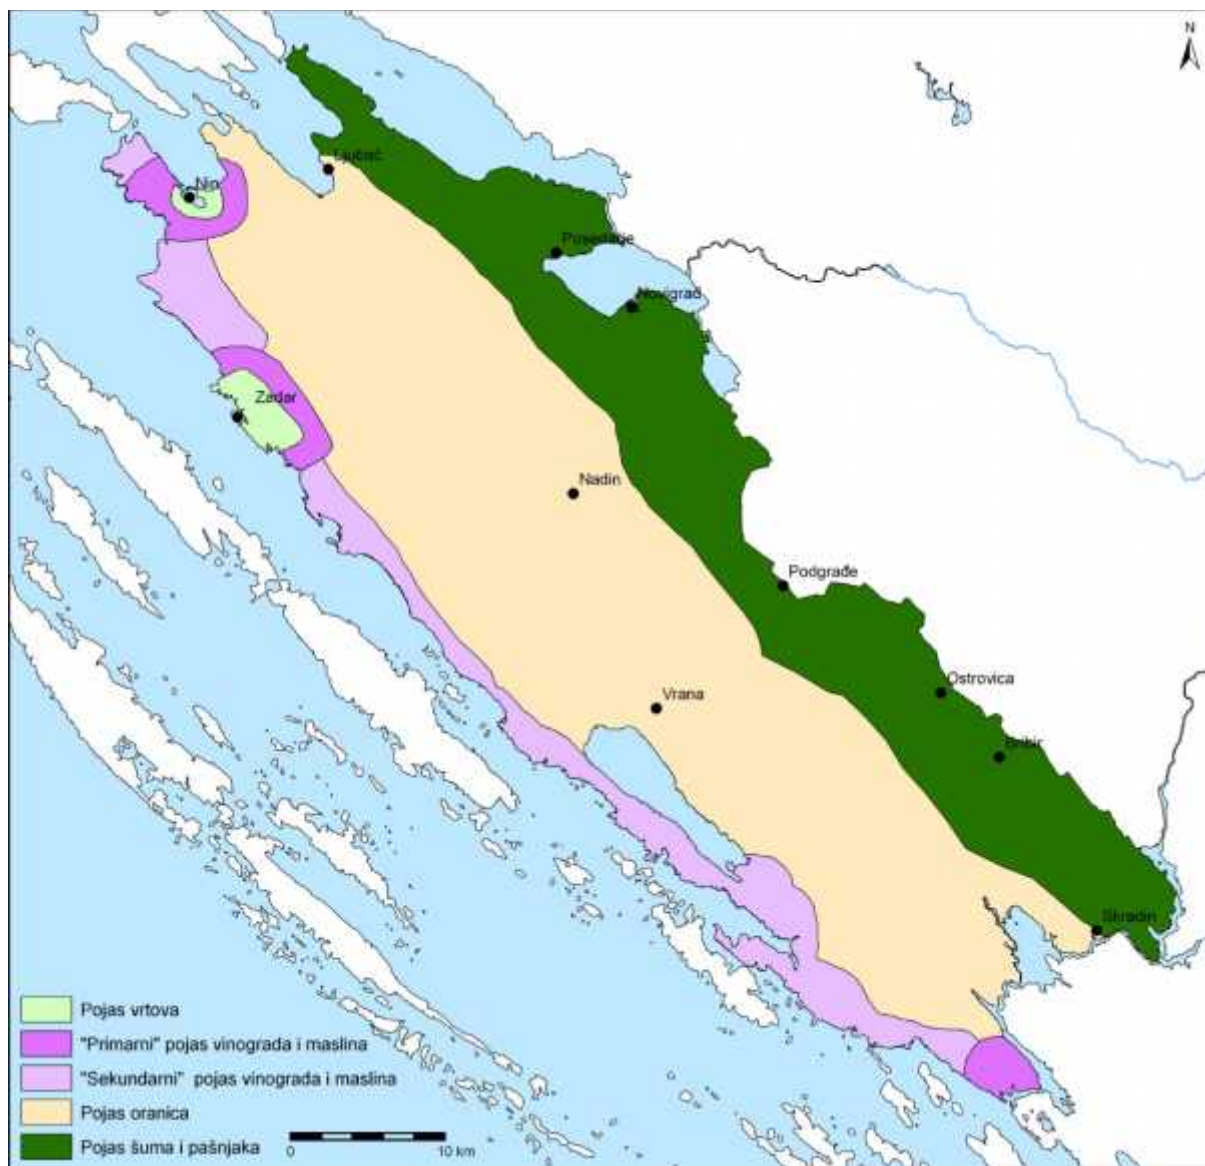 N
Ljubač
Nin
Posedarje
Novigrad
Zadar
Nadin
Podgrađe
Ostrovica
Vrana
Bribir
Skradin
Pojas vrtova
"Primarni" pojas vinograda i maslina
"Sekundarni" pojas vinograda i maslina
Pojas oranica
Pojas šuma i pašnjaka
0 10 km